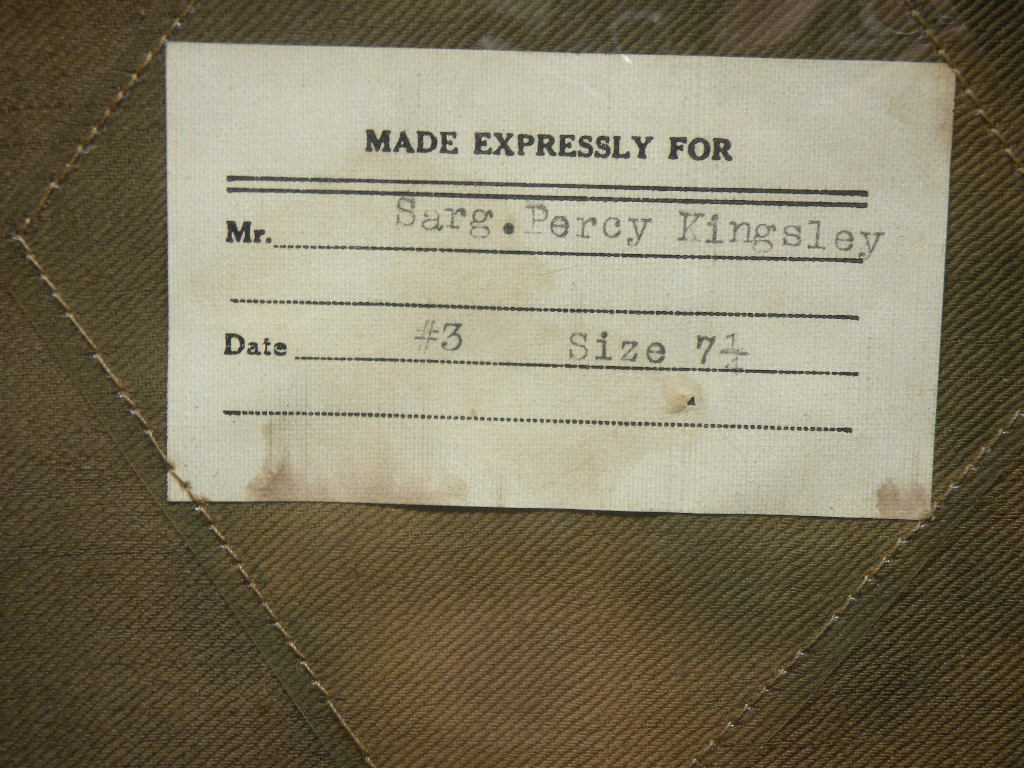 MADE EXPRESSLY FOR
Mr. Sarg. Percy Kingsley
Date #3 Size 7¼